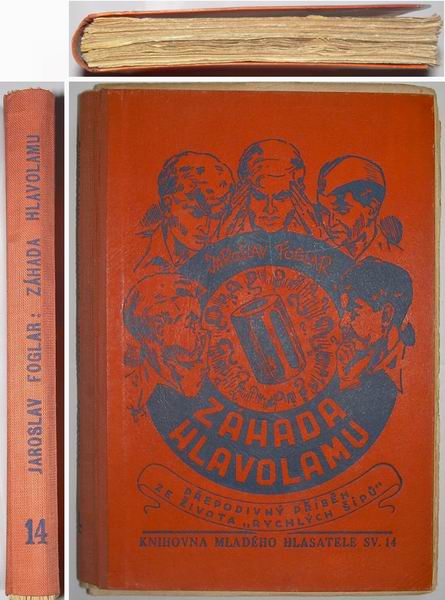 JAROSLAV FOGLAR: ZÁHADA HLAVOLAMU
14
JAROSLAV FOGLAR
ZÁHADA
HLAVOLAMU
PŘEPODIVNÝ PŘÍBĚH
ZE ŽIVOTA „RYCHLÝCH ŠÍPŮ"
KNIHOVNA MLADÉHO HLASATELE SV. 14